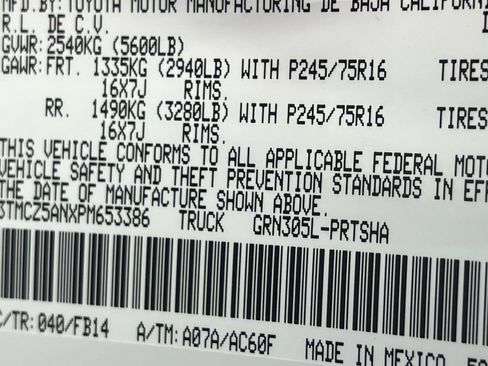 MFD.BY:TOYOTA MOTOR MANUFACTURING DE BAJA CALIFORNI
R.L. DE C.V.
GVWR: 2540KG (5600LB)
GAWR: FRT. 1335KG (2940LB) WITH P245/75R16 TIRES
16X7J RIMS.
RR. 1490KG (3280LB) WITH P245/75R16 TIRES
16X7J RIMS.
THIS VEHICLE CONFORMS TO ALL APPLICABLE FEDERAL MOTO
VEHICLE SAFETY AND THEFT PREVENTION STANDARDS IN EFF
THE DATE OF MANUFACTURE SHOWN ABOVE.
3TMCZ5ANXPM653386 TRUCK GRN305L-PRTSHA
C/TR: 040/FB14 A/TM: A07A/AC60F MADE IN MEXICO